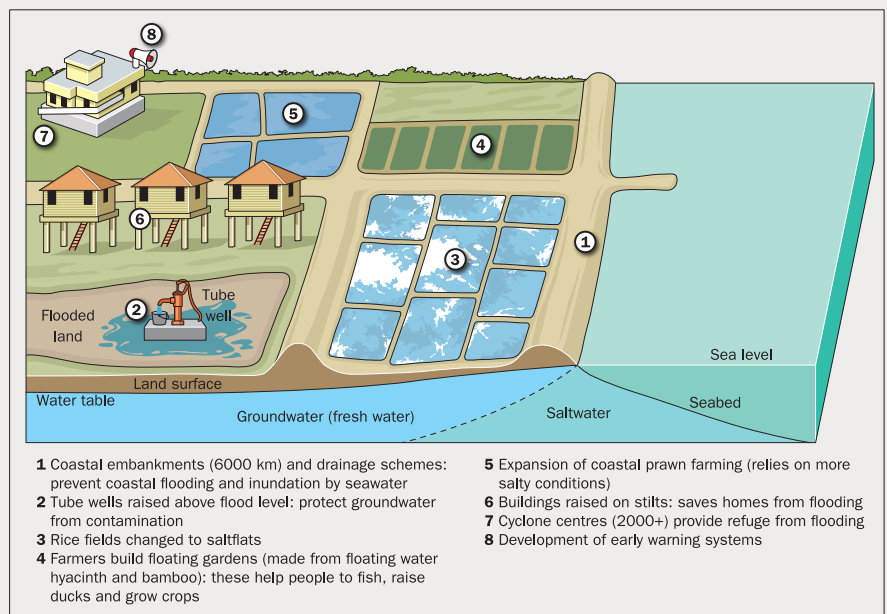 8
5
7
4
6
1
3
2
Tube
well
Flooded
land
Sea level
Land surface
Seabed
Water table
Groundwater (fresh water)
Saltwater
1 Coastal embankments (6000 km) and drainage schemes:
prevent coastal flooding and inundation by seawater
2 Tube wells raised above flood level: protect groundwater
from contamination
3 Rice fields changed to saltflats
4 Farmers build floating gardens (made from floating water
hyacinth and bamboo): these help people to fish, raise
ducks and grow crops
5 Expansion of coastal prawn farming (relies on more
salty conditions)
6 Buildings raised on stilts: saves homes from flooding
7 Cyclone centres (2000+) provide refuge from flooding
8 Development of early warning systems